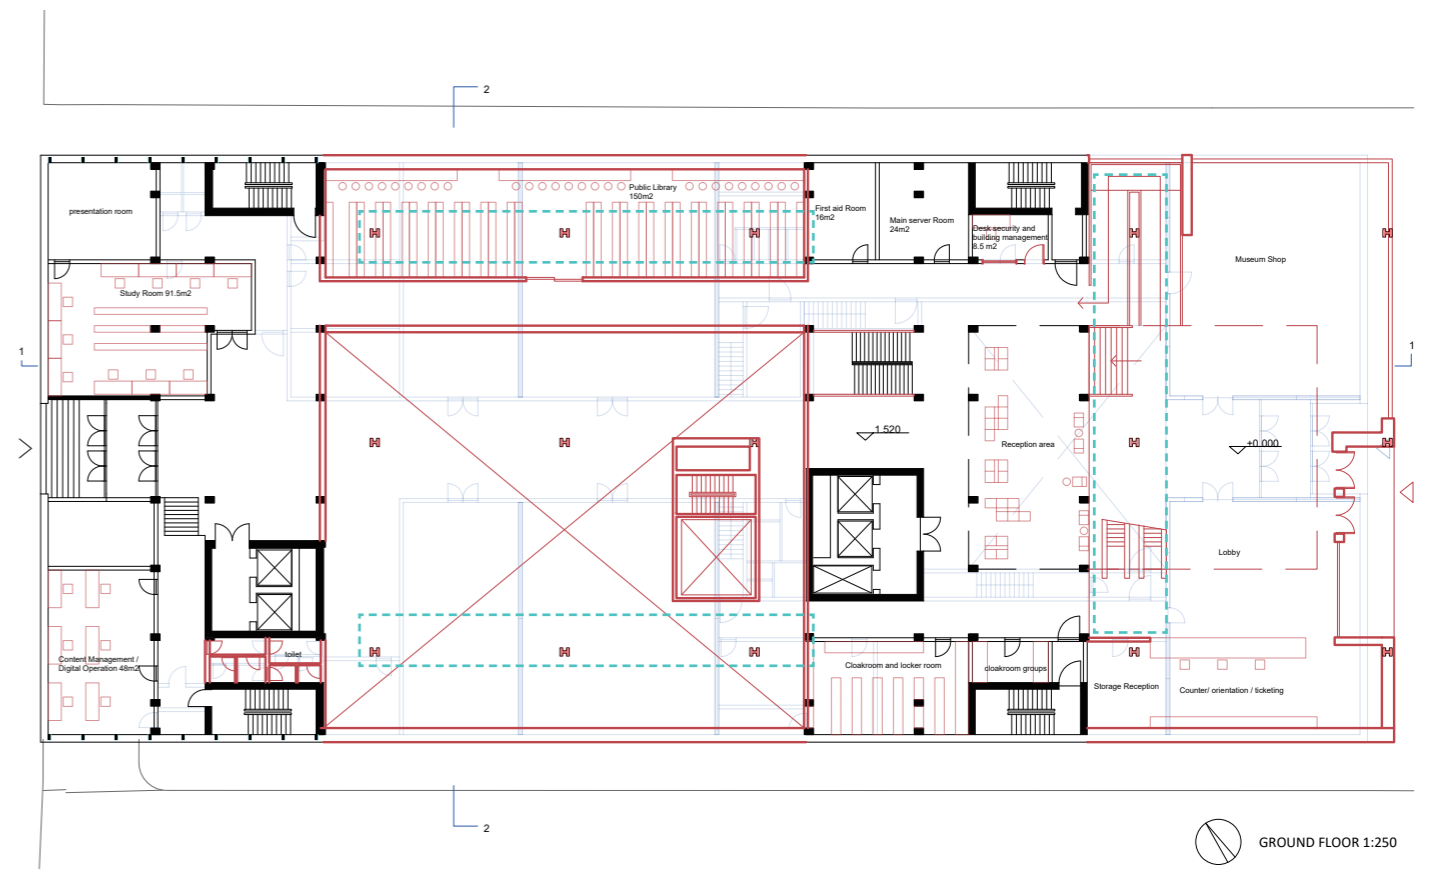 2
Public Library
150m2
presentation room
First aid Room
16m2
Main server Room
24m2
Desk security and
building management
8.5 m2
Museum Shop
Study Room 91.5m2
1
1
1.520
Reception area
+0.000
Lobby
toilet
Content Management /
Digital Operation 48m2
Cloakroom and locker room
cloakroom groups
Storage Reception
Counter/ orientation / ticketing
2
GROUND FLOOR 1:250